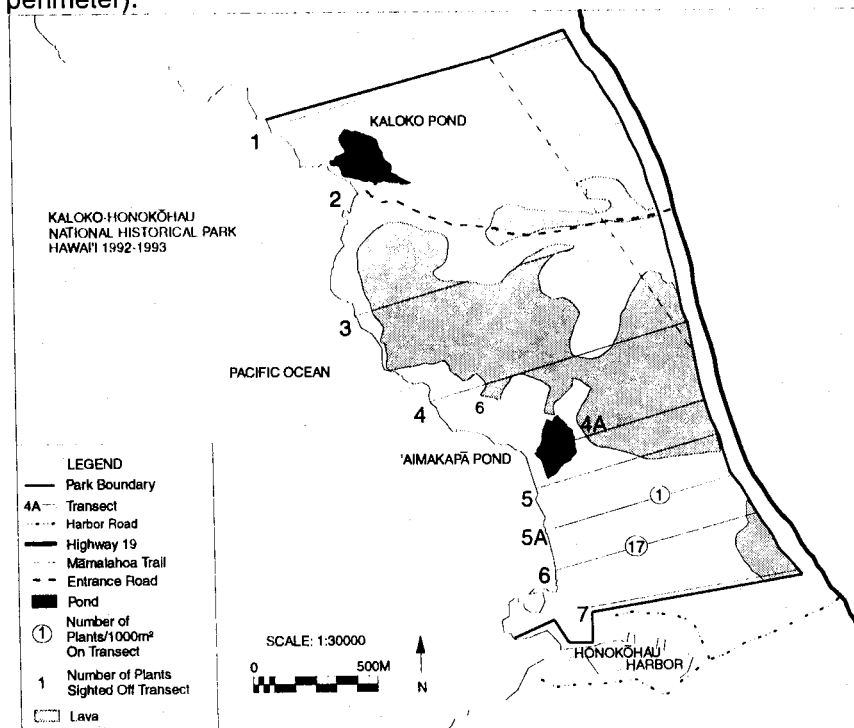 perimeter).
KALOKO POND
1
2
KALOKO-HONOKŌHAU
NATIONAL HISTORICAL PARK
HAWAI'I 1992-1993
3
PACIFIC OCEAN
4
6
4A
'AIMAKAPĀ POND
5
1
5A
17
6
7
HONOKŌHAU
HARBOR
LEGEND
Park Boundary
4A Transect
Harbor Road
Highway 19
Māmalahoa Trail
Entrance Road
Pond
1 Number of
Plants/1000m²
On Transect
1 Number of Plants
Sighted Off Transect
Lava
SCALE: 1:30000
0 500M
N